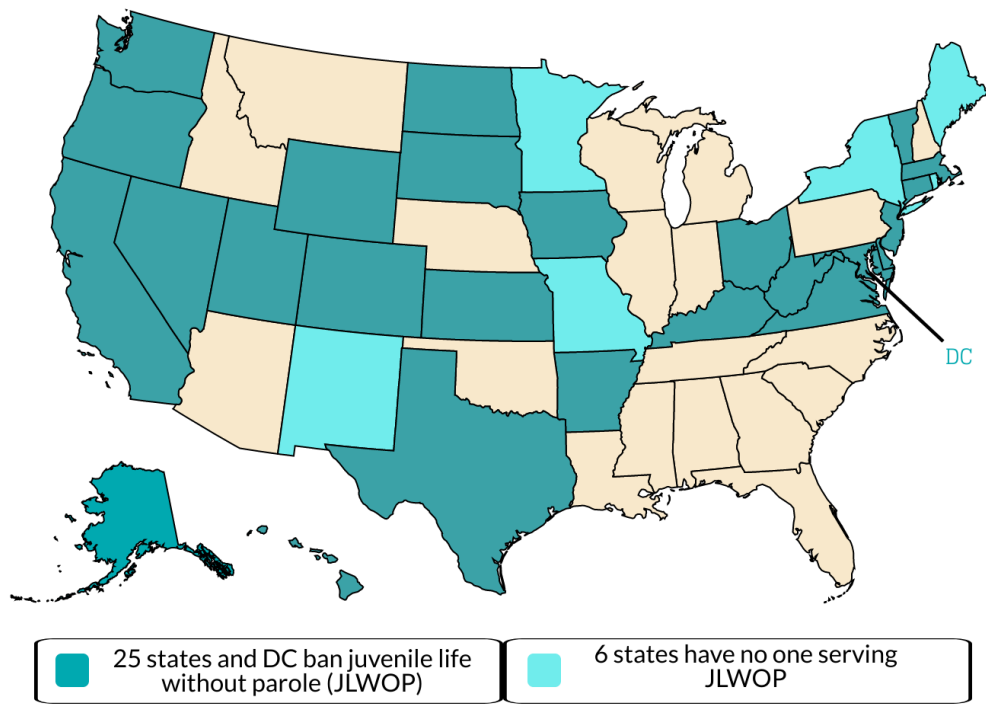 DC
25 states and DC ban juvenile life
without parole (JLWOP)
6 states have no one serving
JLWOP